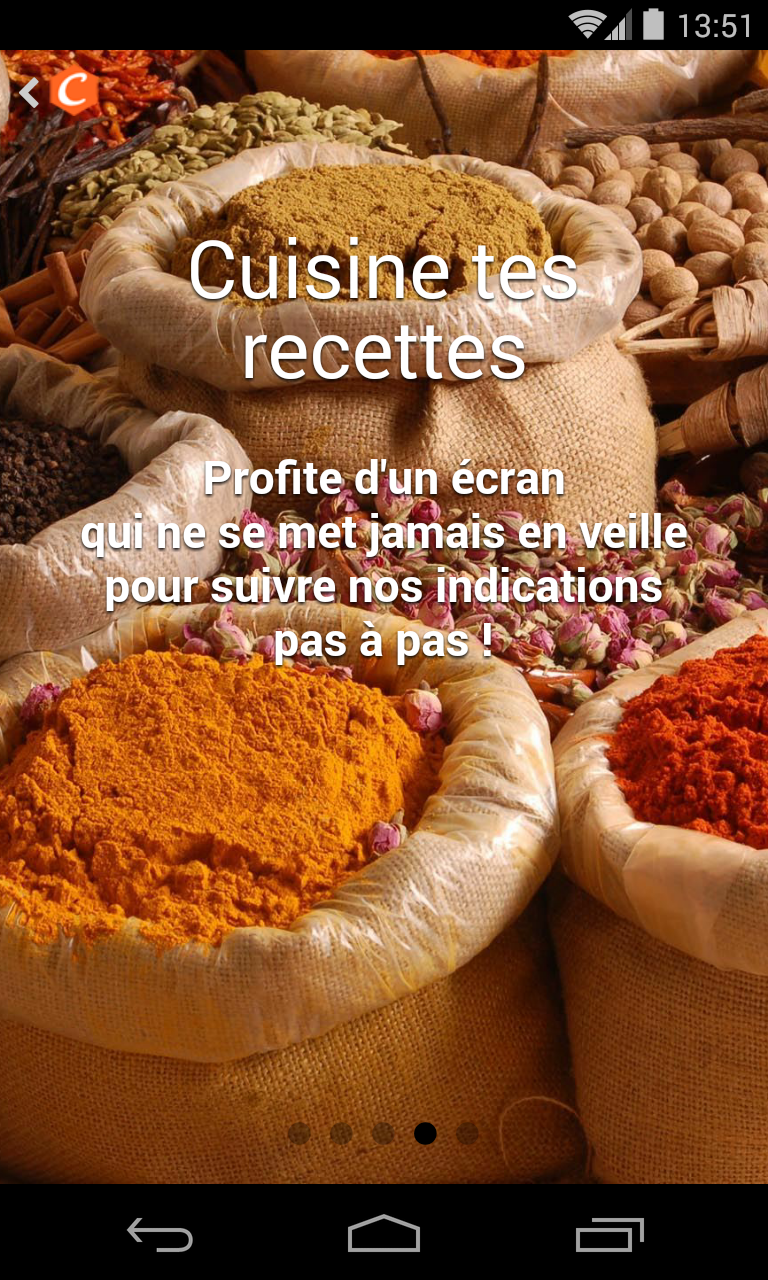 13:51
C
Cuisine tes
recettes
Profite d'un écran
qui ne se met jamais en veille
pour suivre nos indications
pas à pas !